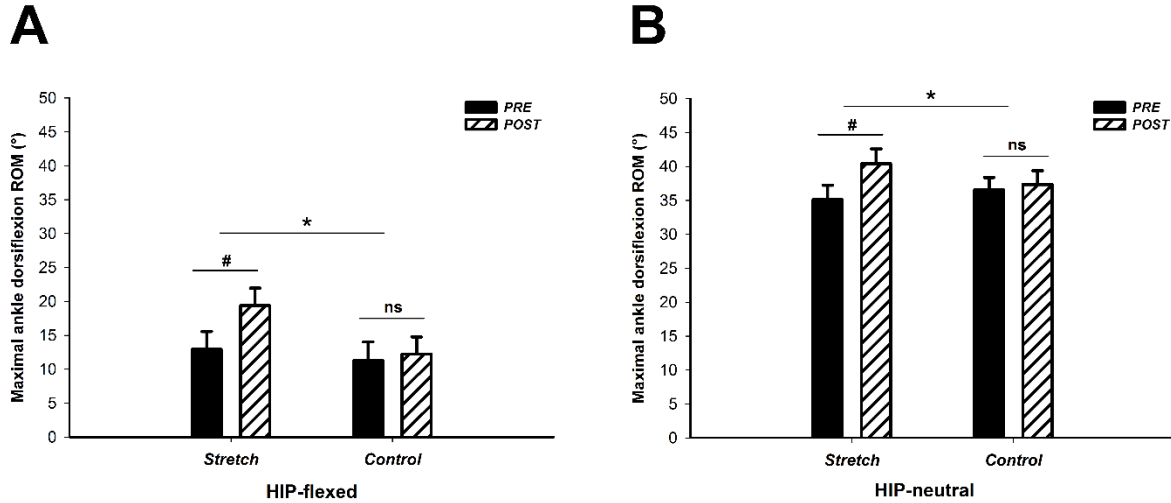 A
Maximal ankle dorsiflexion ROM (°)
50
45
40
35
30
25
20
15
10
5
0
PRE
POST
*
#
ns
Stretch Control
HIP-flexed
B
Maximal ankle dorsiflexion ROM (°)
50
45
40
35
30
25
20
15
10
5
0
PRE
POST
*
#
ns
Stretch Control
HIP-neutral